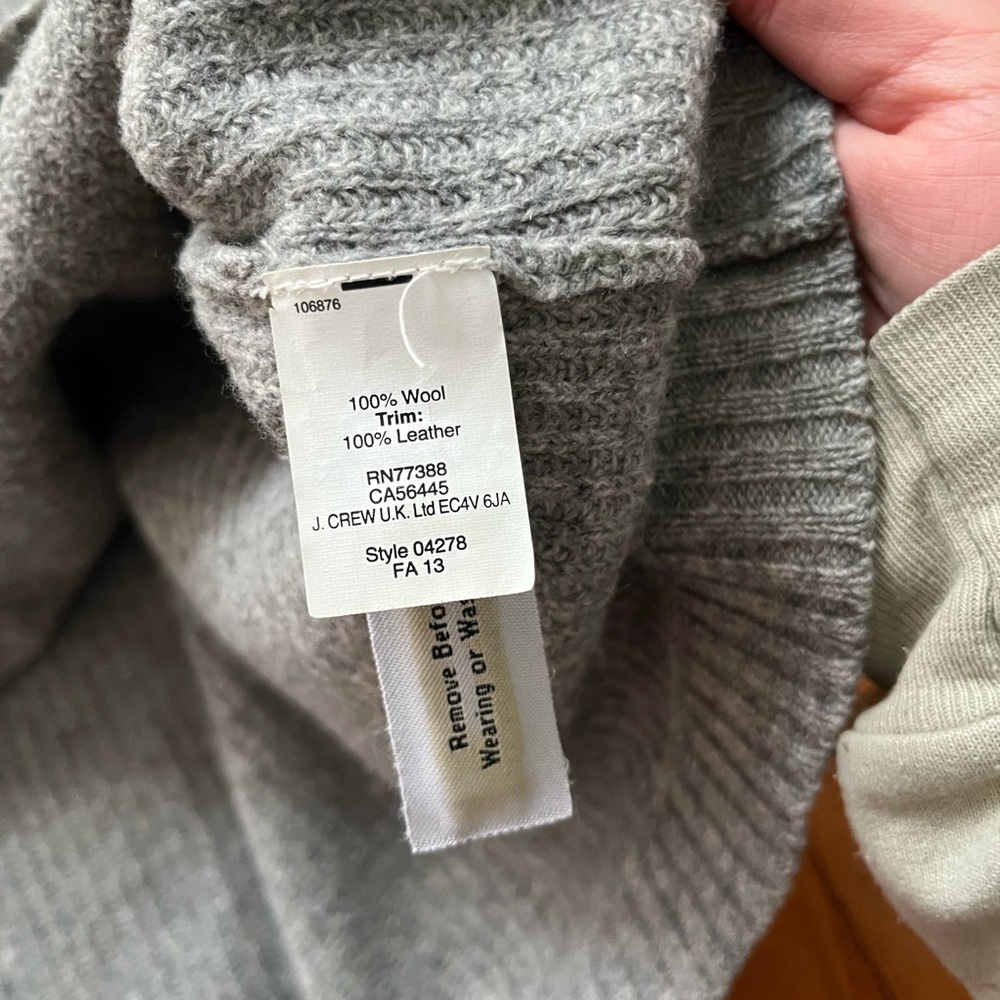 106876
100% Wool
Trim:
100% Leather
RN77388
CA56445
J. CREW U.K. Ltd EC4V 6JA
Style 04278
FA 13
Remove Befo
Wearing or Was